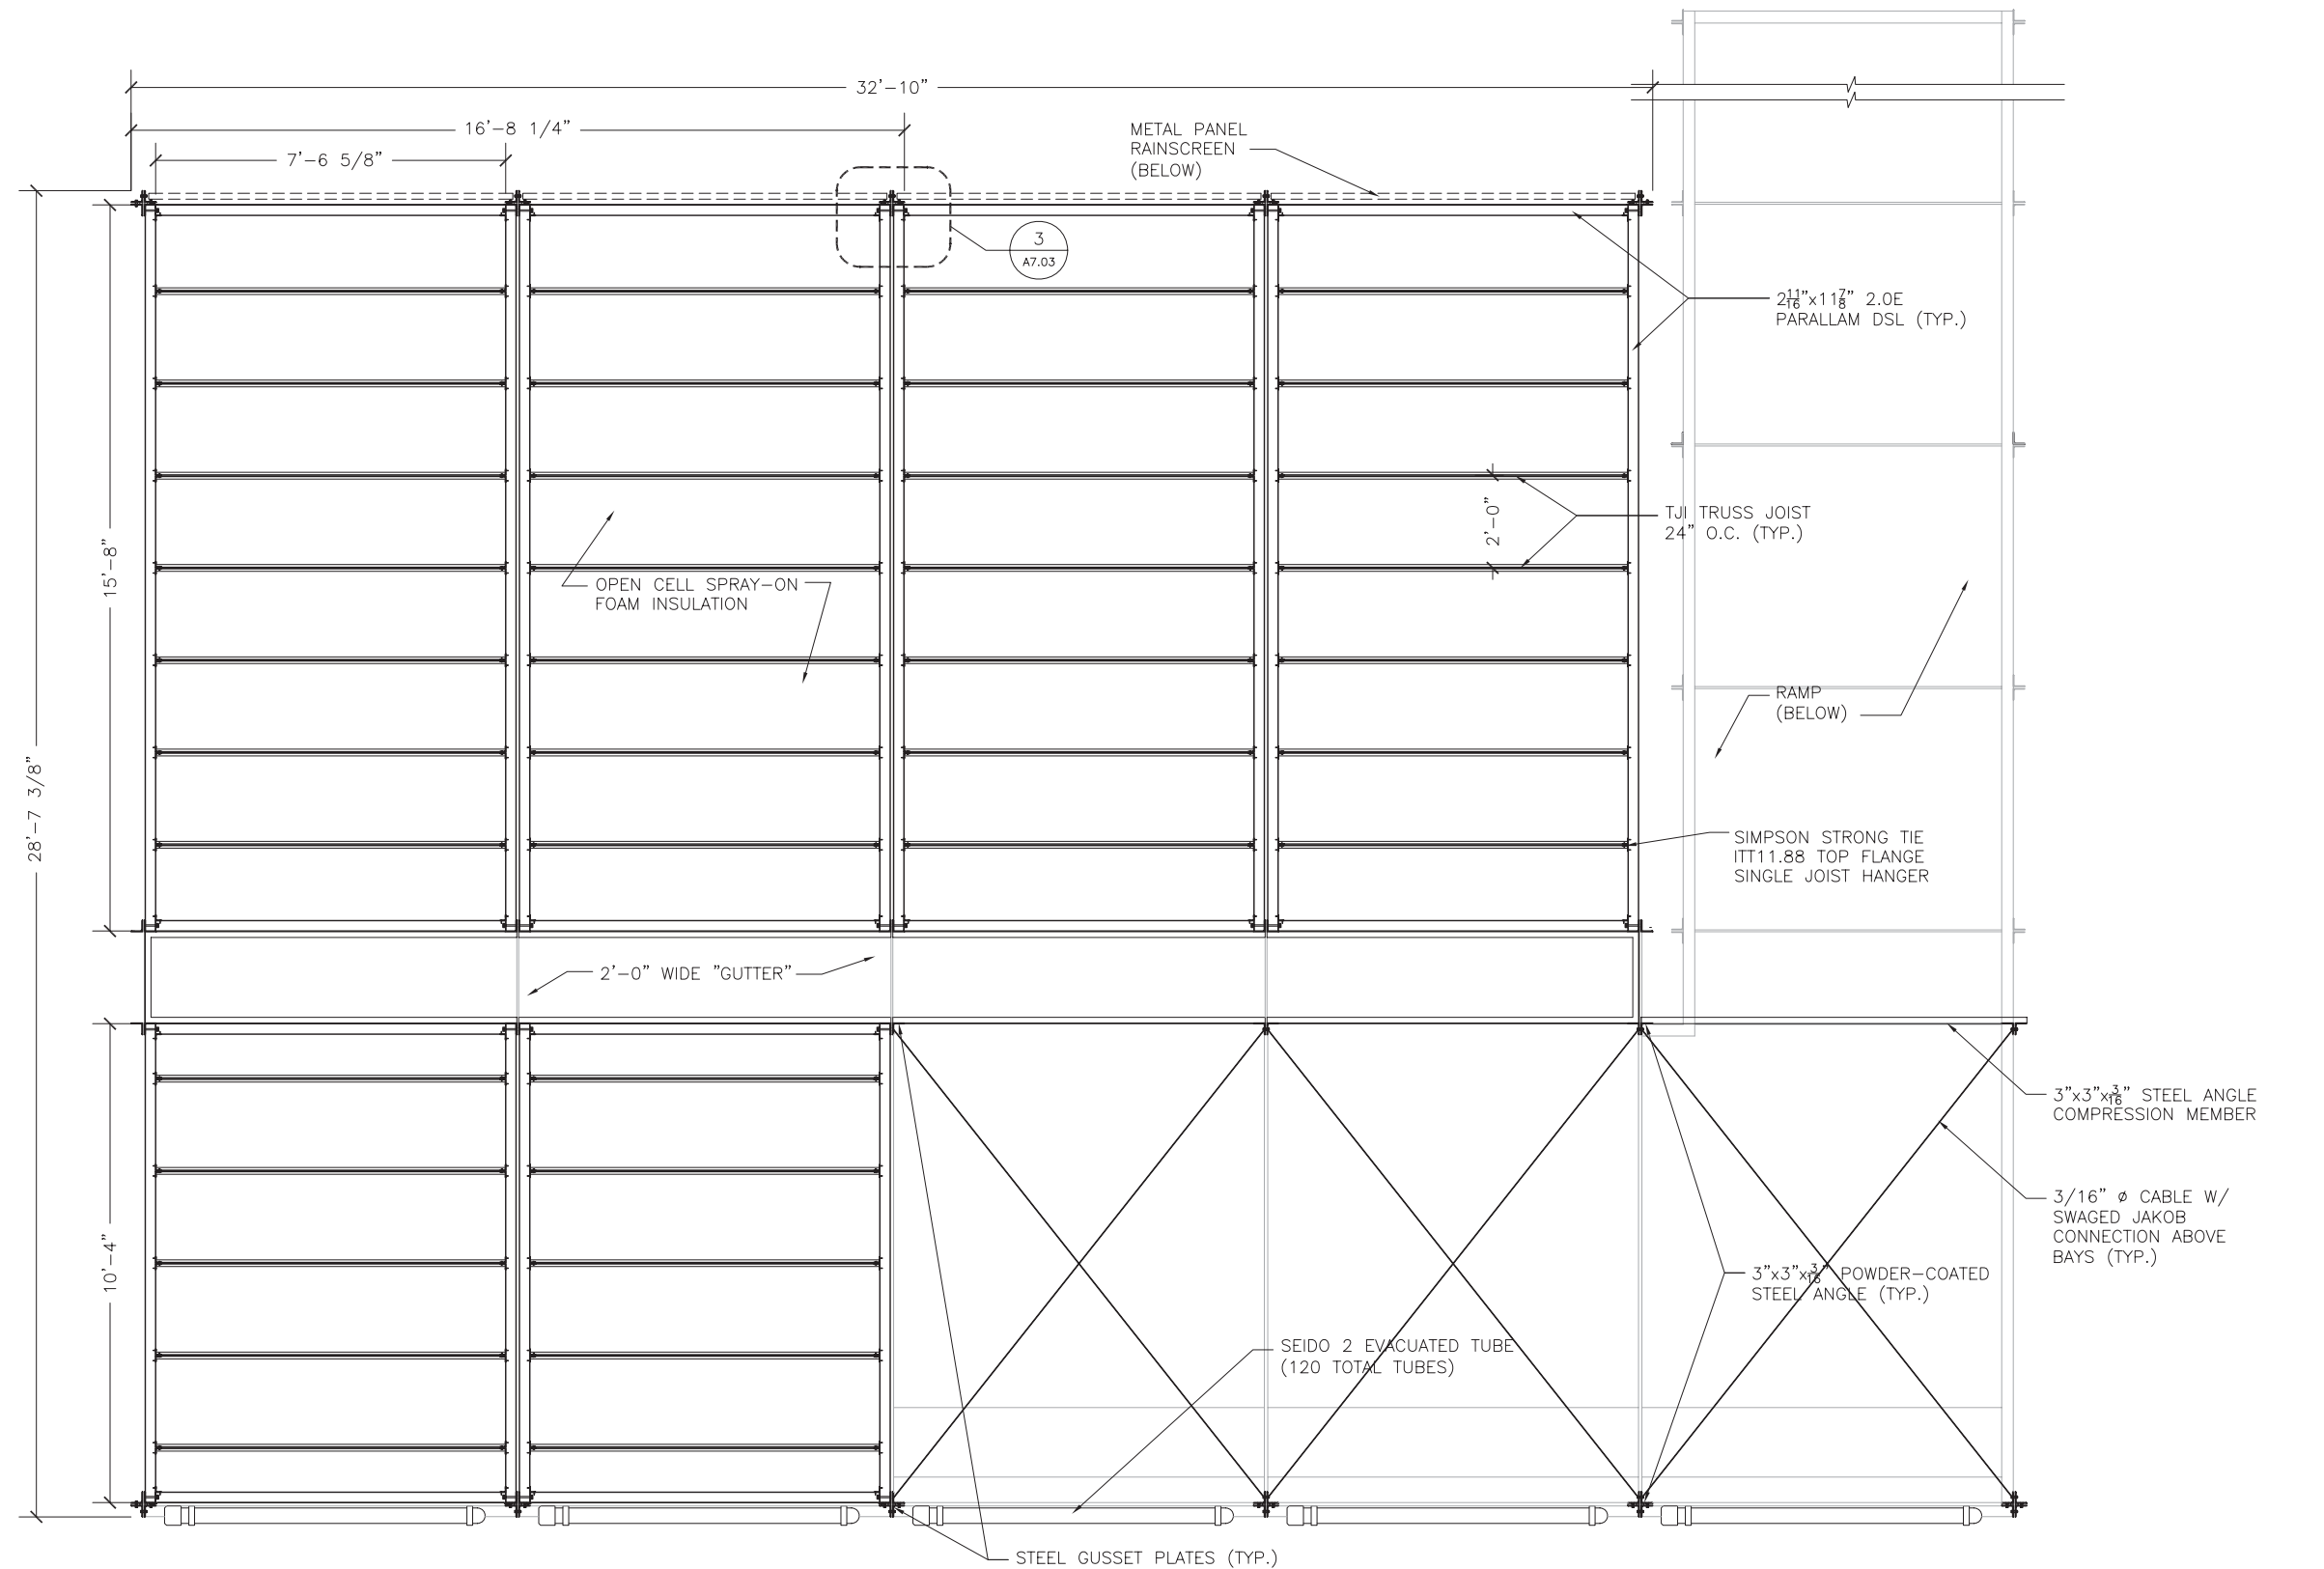 32'-10"
16'-8 1/4"
7'-6 5/8"
METAL PANEL
RAINSCREEN
(BELOW)
3
A7.03
2 11/16"x11 7/8" 2.0E
PARALLAM DSL (TYP.)
15'-8"
2'-0"
TJI TRUSS JOIST
24" O.C. (TYP.)
OPEN CELL SPRAY-ON
FOAM INSULATION
RAMP
(BELOW)
28'-7 3/8"
SIMPSON STRONG TIE
ITT11.88 TOP FLANGE
SINGLE JOIST HANGER
2'-0" WIDE "GUTTER"
3"x3"x3/16" STEEL ANGLE
COMPRESSION MEMBER
3/16" ø CABLE W/
SWAGED JAKOB
CONNECTION ABOVE
BAYS (TYP.)
10'-4"
3"x3"x3/16" POWDER-COATED
STEEL ANGLE (TYP.)
SEIDO 2 EVACUATED TUBE
(120 TOTAL TUBES)
STEEL GUSSET PLATES (TYP.)